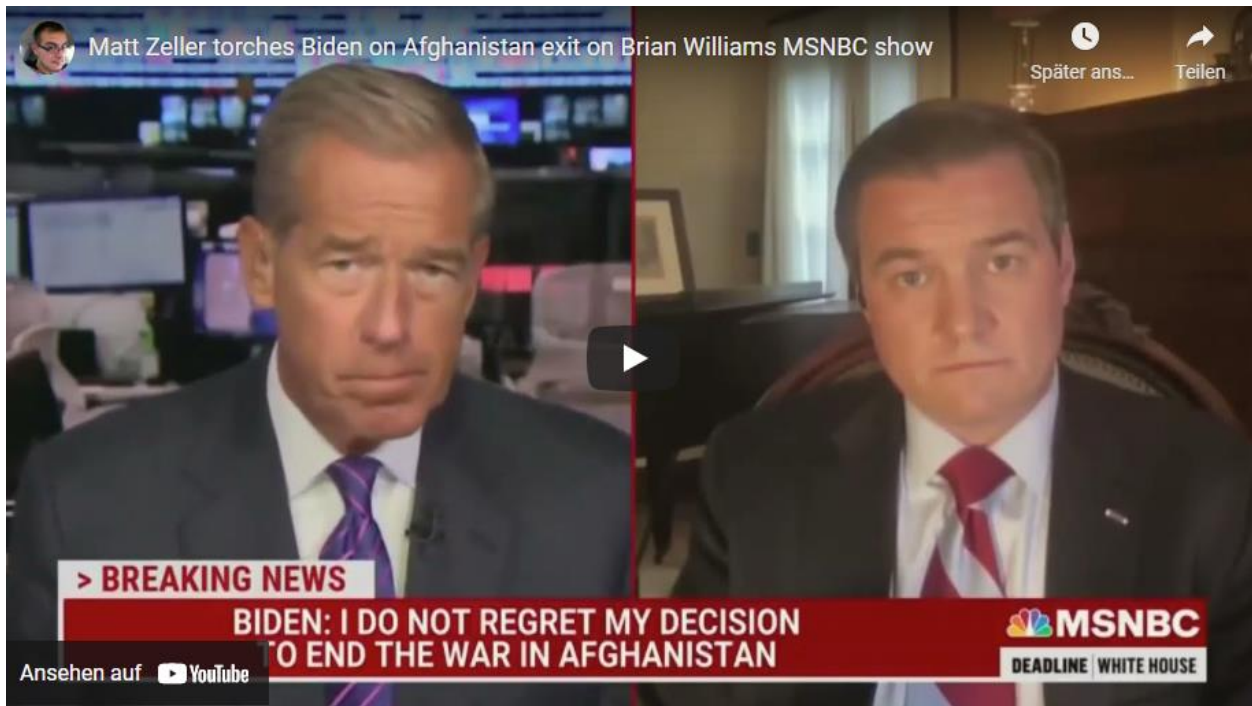 Matt Zeller torches Biden on Afghanistan exit on Brian Williams MSNBC show
Später ans...
Teilen
> BREAKING NEWS
BIDEN: I DO NOT REGRET MY DECISION
TO END THE WAR IN AFGHANISTAN
MSNBC
DEADLINE | WHITE HOUSE
Ansehen auf YouTube